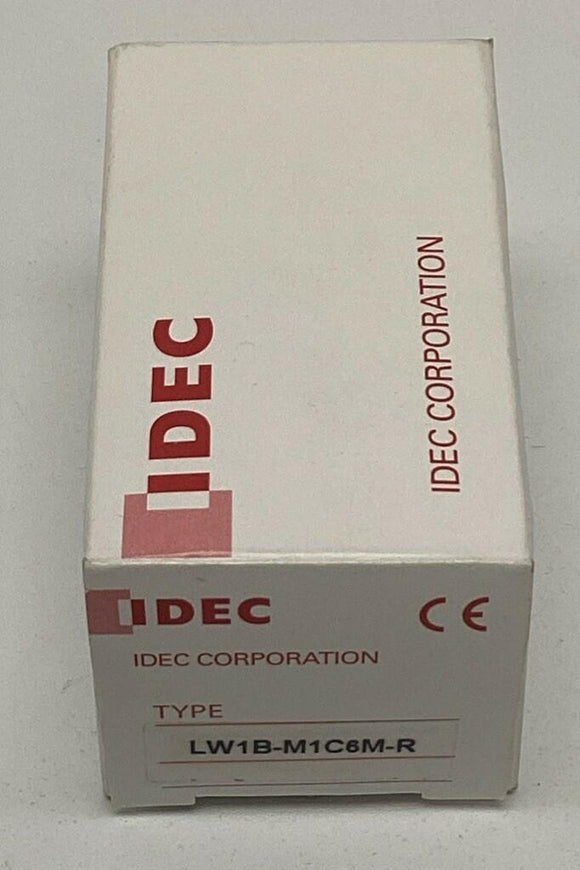 IDEC
IDEC CORPORATION
IDEC
CE
IDEC CORPORATION
TYPE
LW1B-M1C6M-R